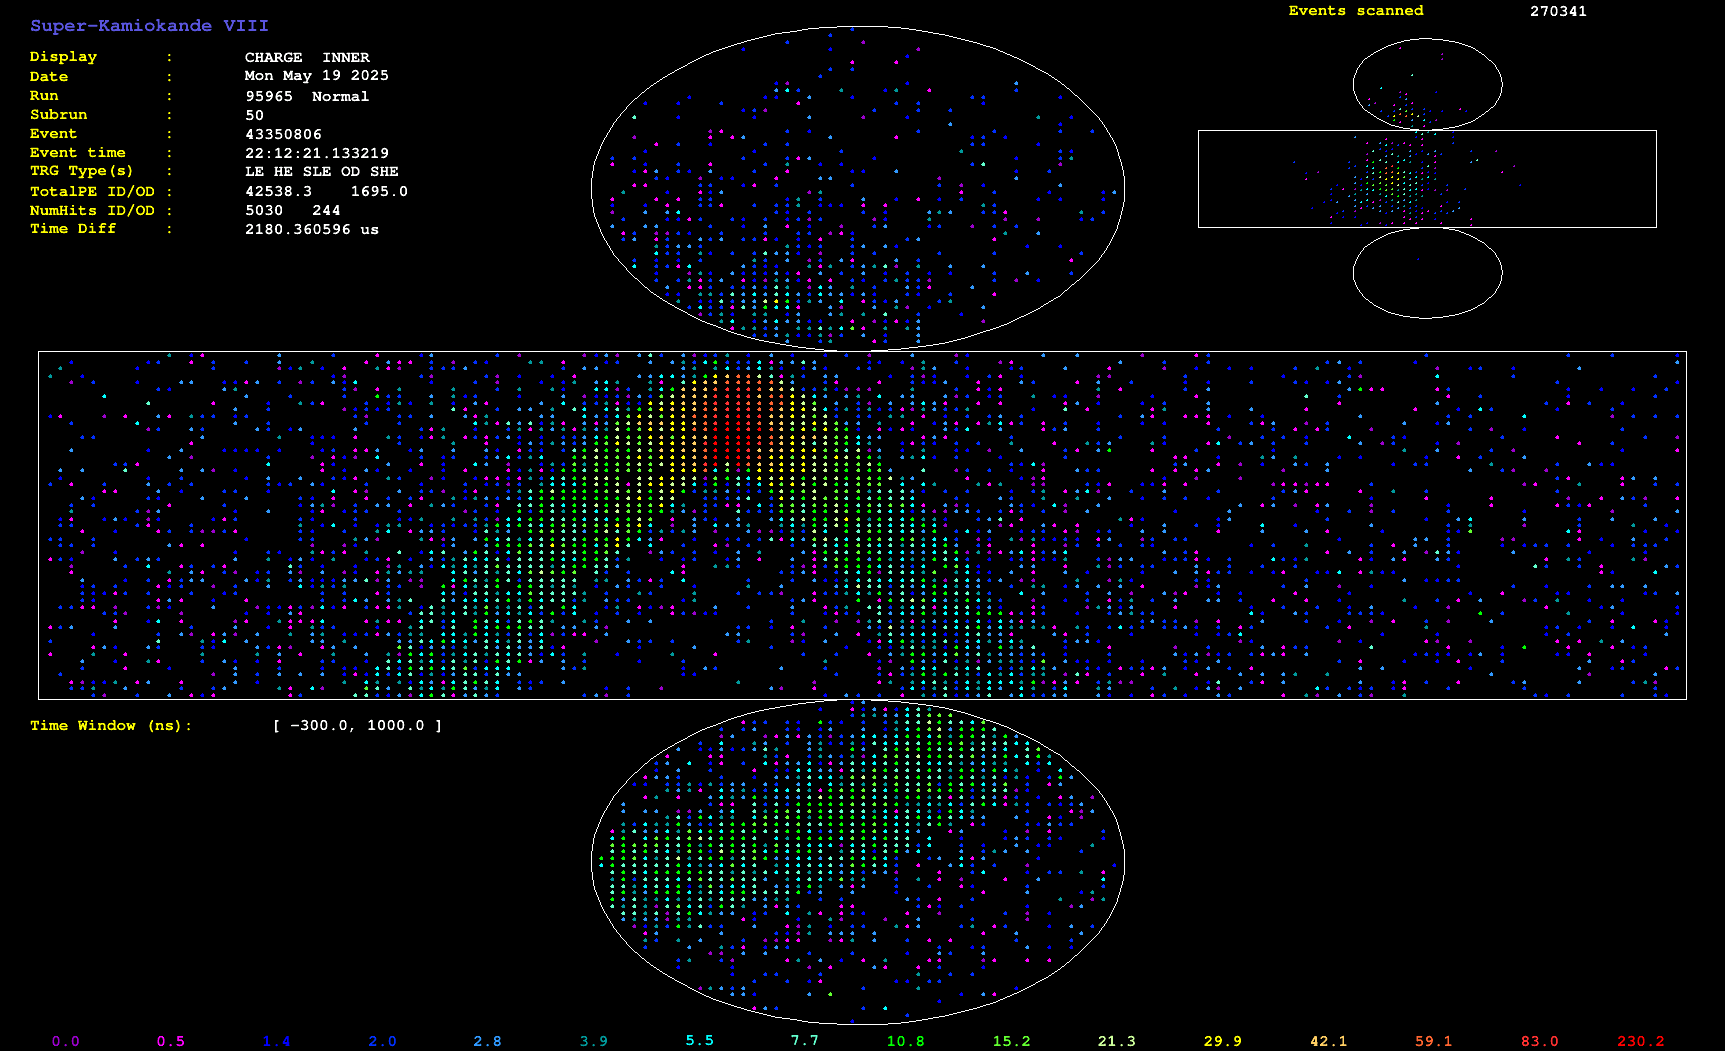 Super-Kamiokande VIII
Display : CHARGE INNER
Date : Mon May 19 2025
Run : 95965 Normal
Subrun : 50
Event : 43350806
Event time : 22:12:21.133219
TRG Type(s) : LE HE SLE OD SHE
TotalPE ID/OD : 42538.3 1695.0
NumHits ID/OD : 5030 244
Time Diff : 2180.360596 us
Events scanned 270341
Time Window (ns): [ -300.0, 1000.0 ]
0.0 0.5 1.4 2.0 2.8 3.9 5.5 7.7 10.8 15.2 21.3 29.9 42.1 59.1 83.0 230.2